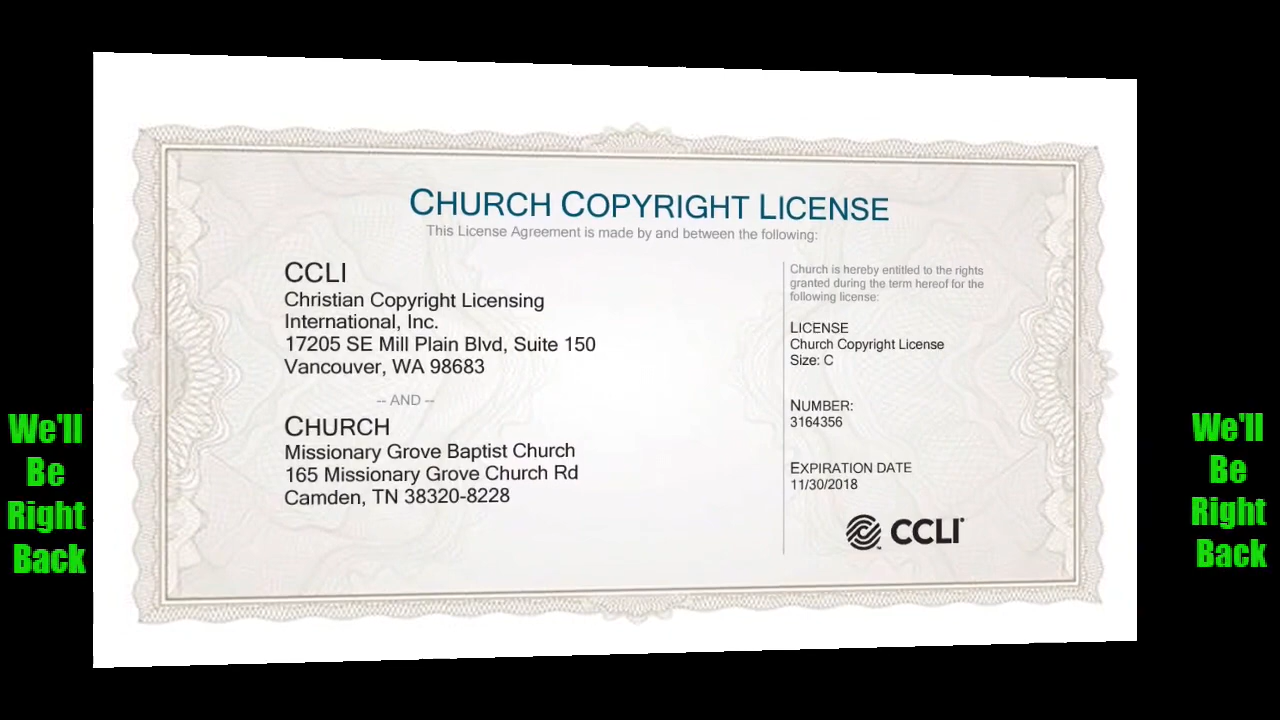 CHURCH COPYRIGHT LICENSE
This License Agreement is made by and between the following:
CCLI
Christian Copyright Licensing
International, Inc.
17205 SE Mill Plain Blvd, Suite 150
Vancouver, WA 98683
-- AND --
CHURCH
Missionary Grove Baptist Church
165 Missionary Grove Church Rd
Camden, TN 38320-8228
Church is hereby entitled to the rights
granted during the term hereof for the
following license:
LICENSE
Church Copyright License
Size: C
NUMBER:
3164356
EXPIRATION DATE
11/30/2018
CCLI
We'll
Be
Right
Back
We'll
Be
Right
Back